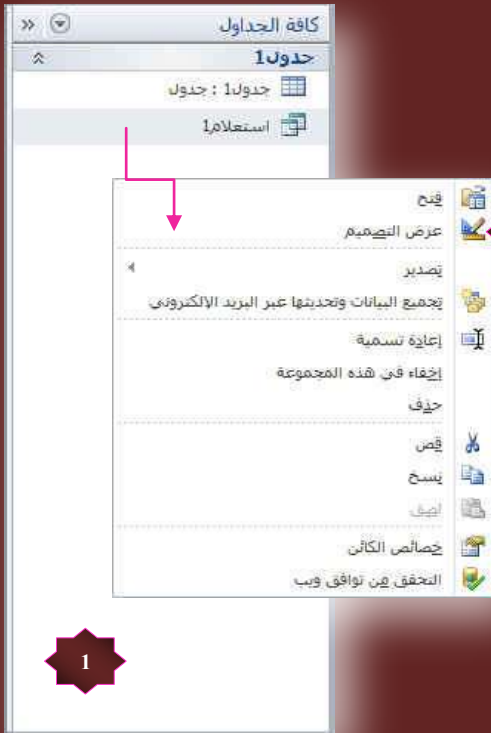 كافة الجداول
جدول1
جدول1 : جدول
استعلام1
فتح
عرض التصميم
تصدير
تجميع البيانات وتحديثها عبر البريد الإلكتروني
إعادة تسمية
إخفاء في هذه المجموعة
حذف
قص
نسخ
لصق
خصائص الكائن
التحقق من توافق ويب
1